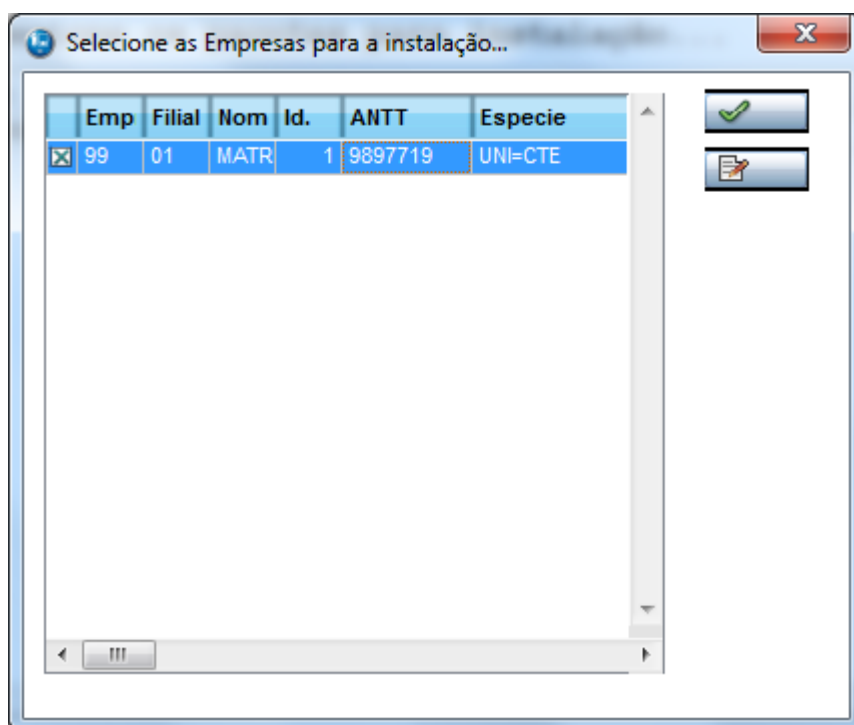 Selecione as Empresas para a instalação...
Emp Filial Nom Id. ANTT Especie
99 01 MATR 1 9897719 UNI=CTE